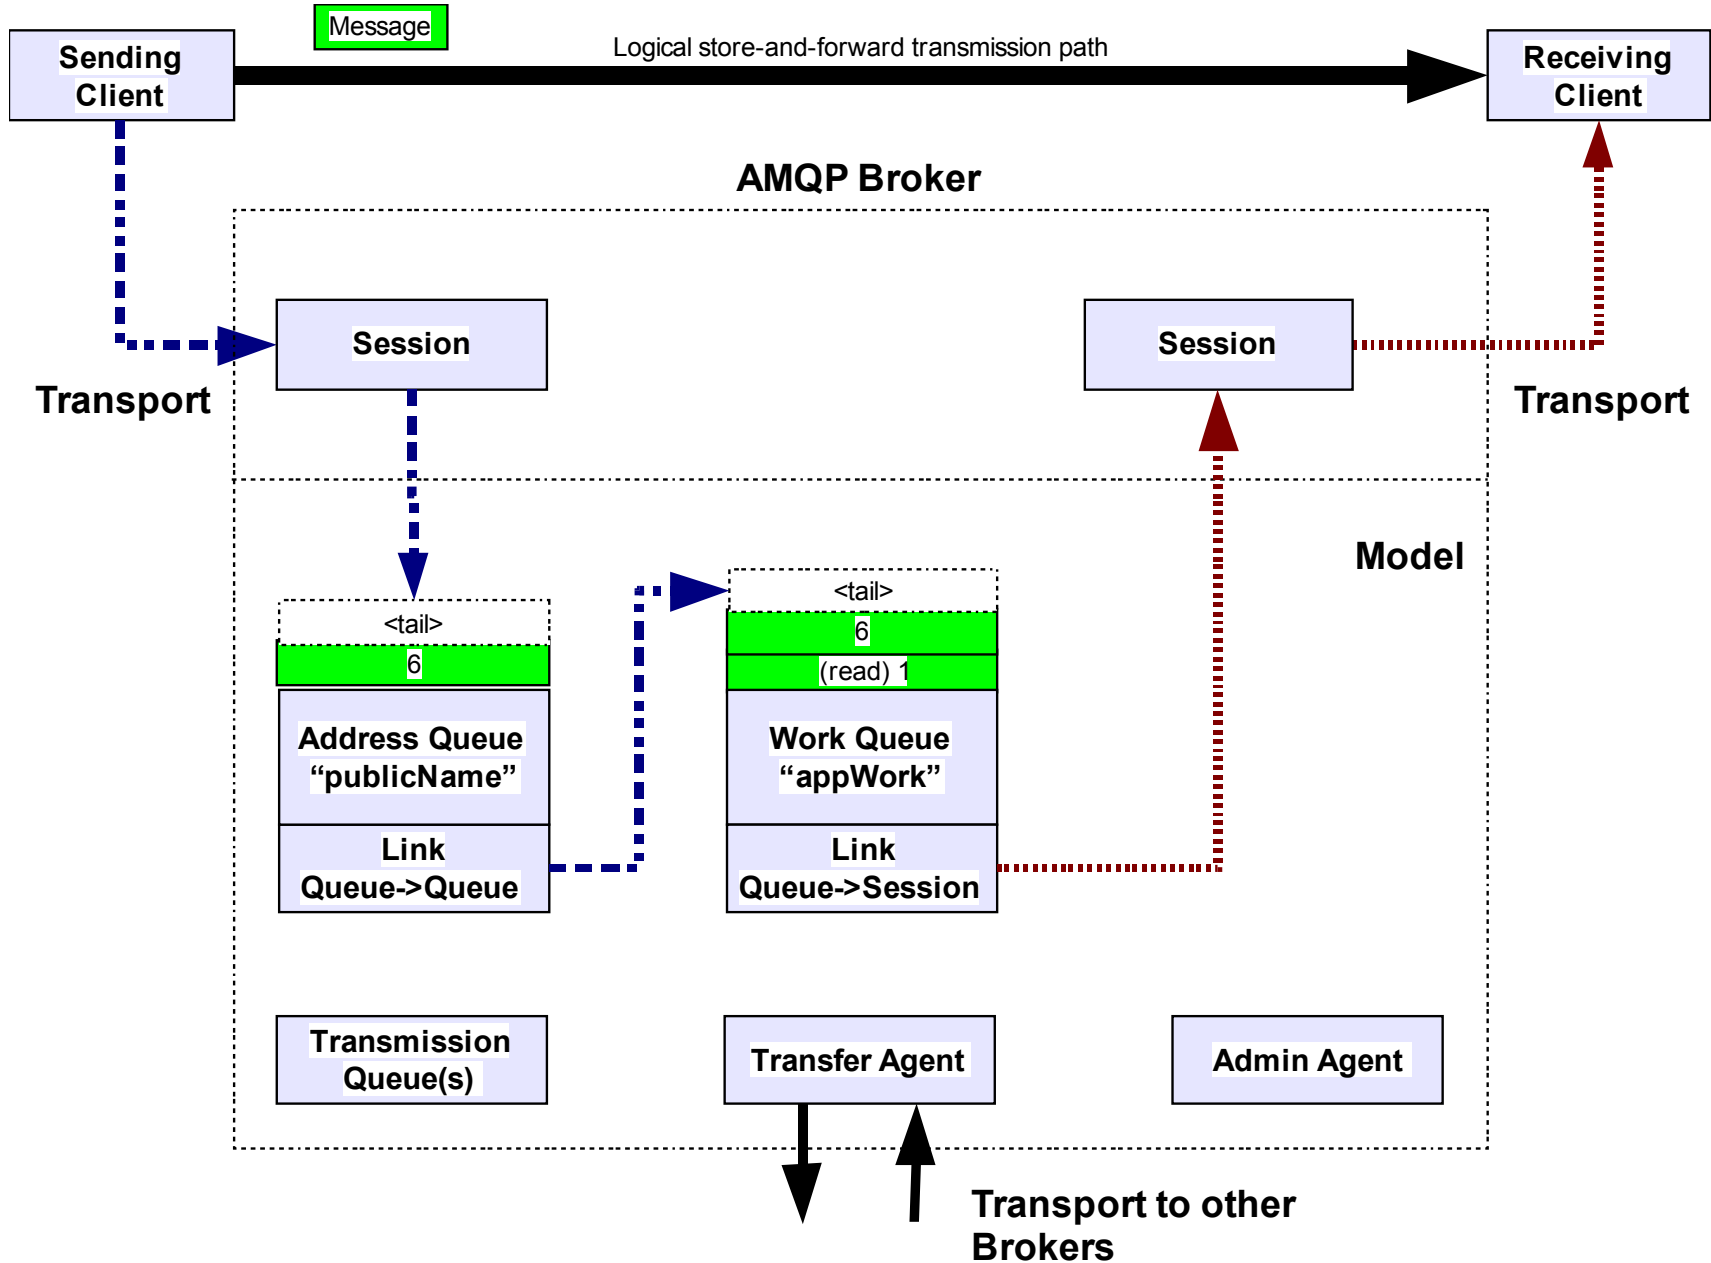 Message
Logical store-and-forward transmission path
Sending
Client
Receiving
Client
AMQP Broker
Session
Session
Transport
Transport
Model
<tail>
6
Address Queue
“publicName”
Link
Queue->Queue
<tail>
6
(read) 1
Work Queue
“appWork”
Link
Queue->Session
Transmission
Queue(s)
Transfer Agent
Admin Agent
Transport to other
Brokers